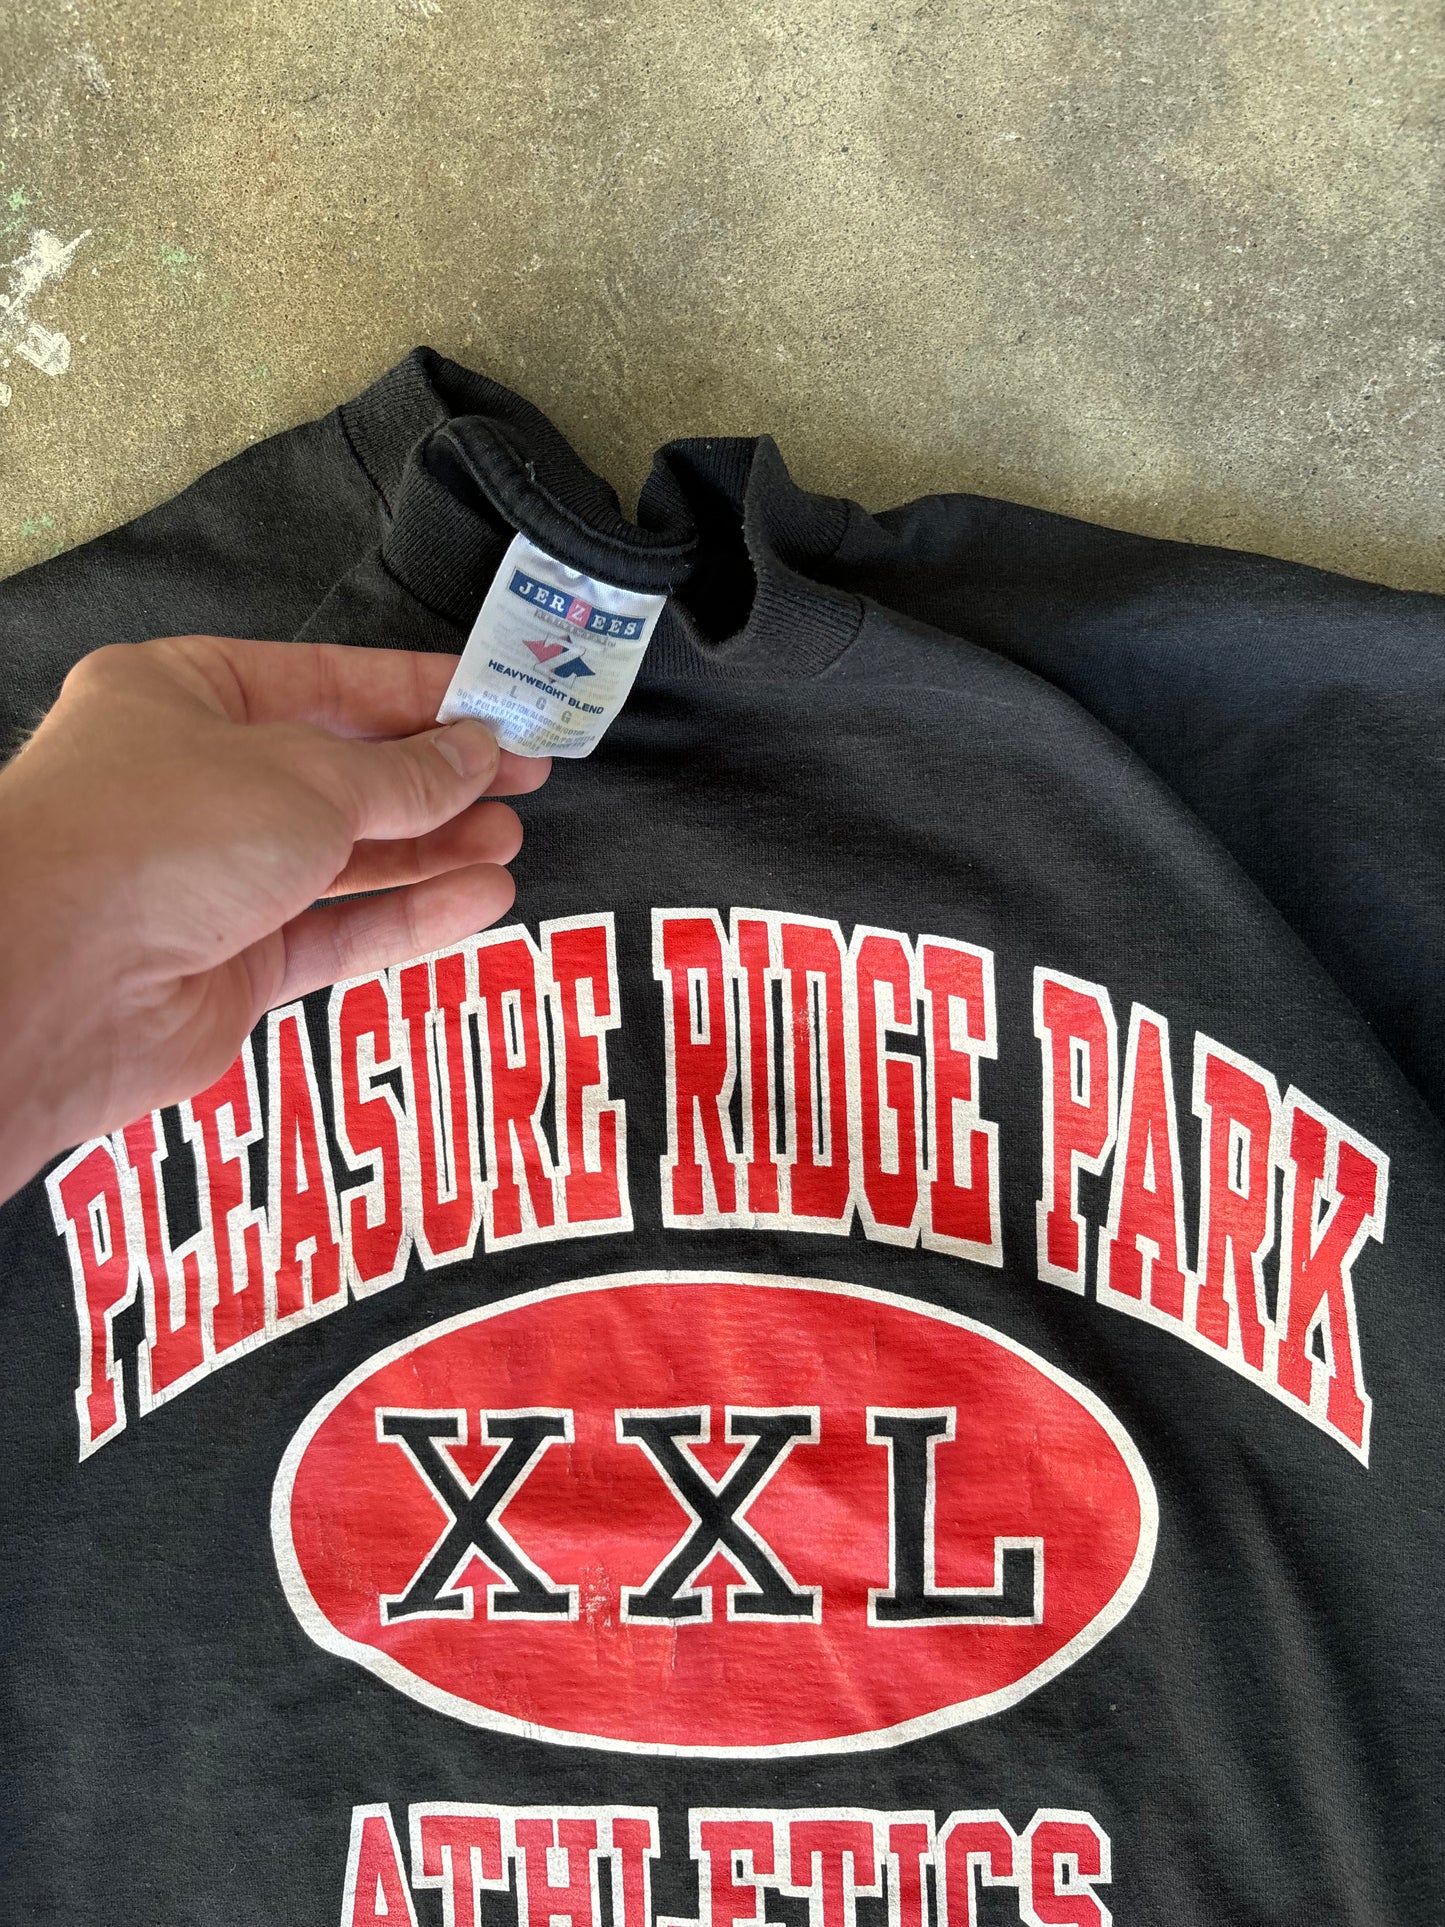 JERZEES
HEAVYWEIGHT BLEND
L G G
PLEASURE RIDGE PARK
XXL
ATHLETICS